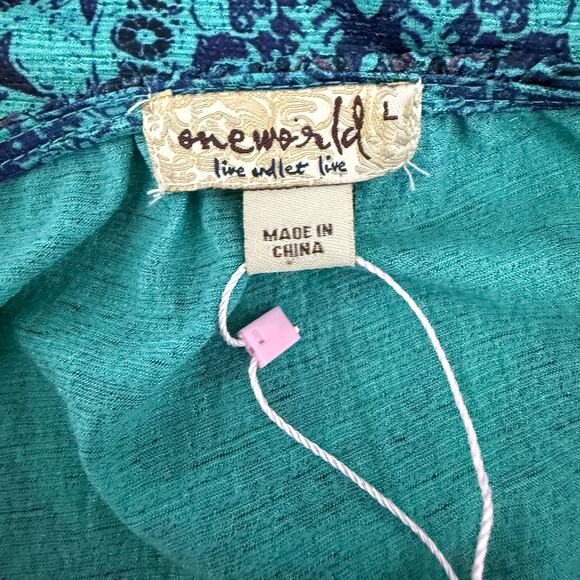 oneworld
L
live and let live
MADE IN
CHINA